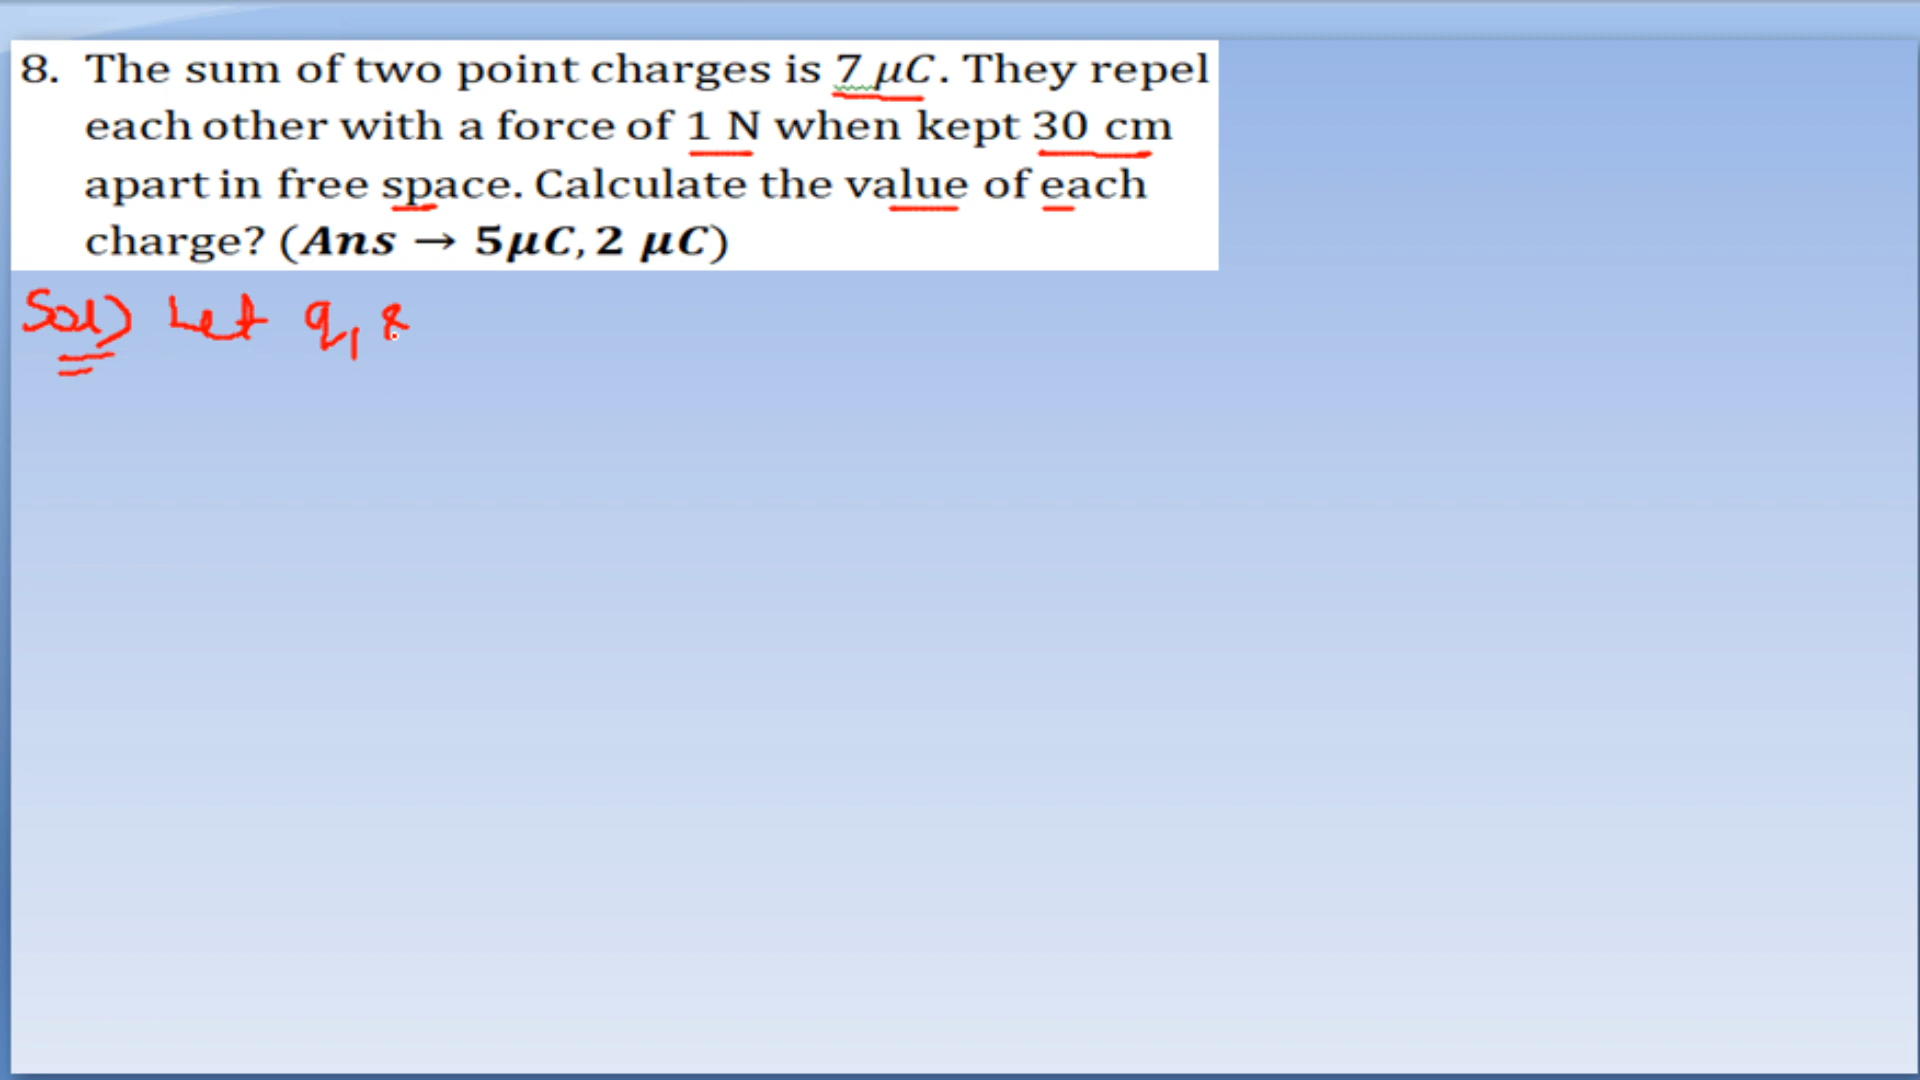 8. The sum of two point charges is 7 μC. They repel
each other with a force of 1 N when kept 30 cm
apart in free space. Calculate the value of each
charge? (Ans → 5μC, 2 μC)
Sol) Let q₁ &